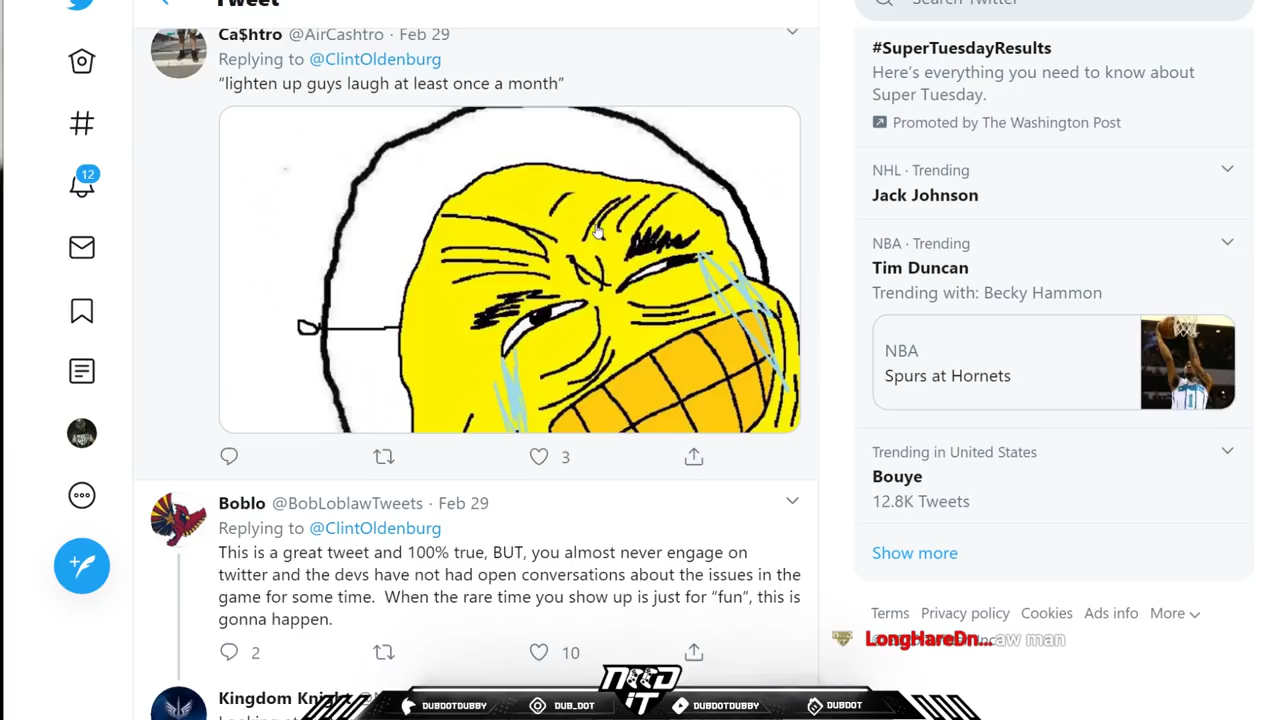 Tweet
Search Twitter
Ca$htro @AirCashtro · Feb 29
Replying to @ClintOldenburg
“lighten up guys laugh at least once a month”
3
Boblo @BobLoblawTweets · Feb 29
Replying to @ClintOldenburg
This is a great tweet and 100% true, BUT, you almost never engage on
twitter and the devs have not had open conversations about the issues in the
game for some time. When the rare time you show up is just for “fun”, this is
gonna happen.
2
10
Kingdom Knight
12
#SuperTuesdayResults
Here’s everything you need to know about
Super Tuesday.
Promoted by The Washington Post
NHL · Trending
Jack Johnson
NBA · Trending
Tim Duncan
Trending with: Becky Hammon
NBA
Spurs at Hornets
Trending in United States
Bouye
12.8K Tweets
Show more
Terms Privacy policy Cookies Ads info More
LongHareDn... aw man
NEED
IT
DUBDOTDUBBY
DUB_DOT
DUBDOTDUBBY
DUBDOT